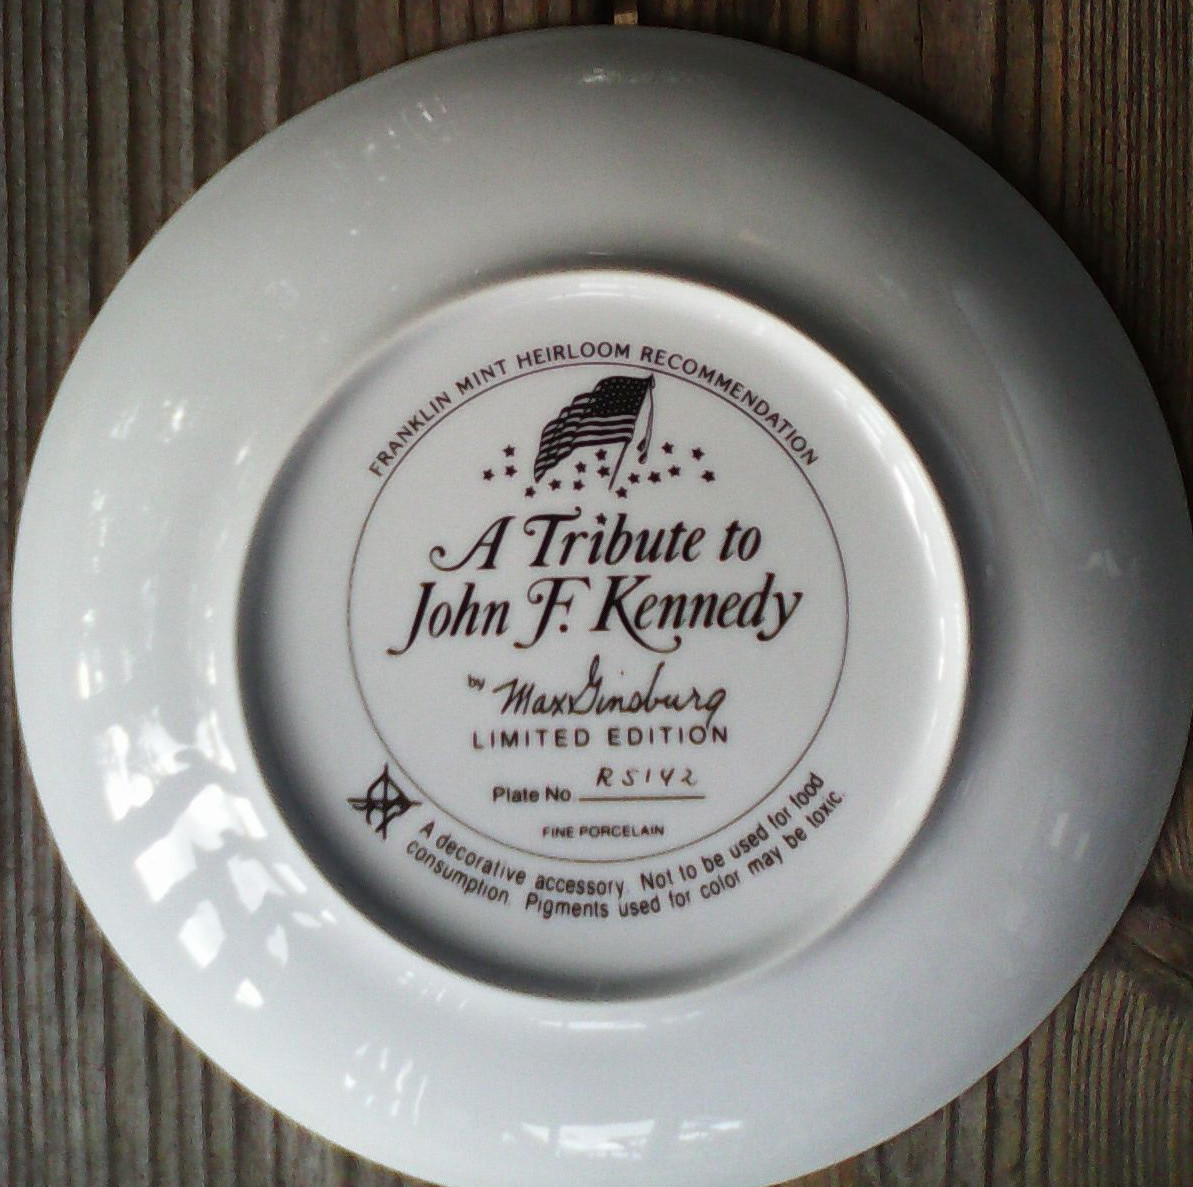 FRANKLIN MINT HEIRLOOM RECOMMENDATION
A Tribute to
John F. Kennedy
by Max Ginsburg
LIMITED EDITION
Plate No. R5142
FINE PORCELAIN
A decorative accessory. Not to be used for food
consumption. Pigments used for color may be toxic.